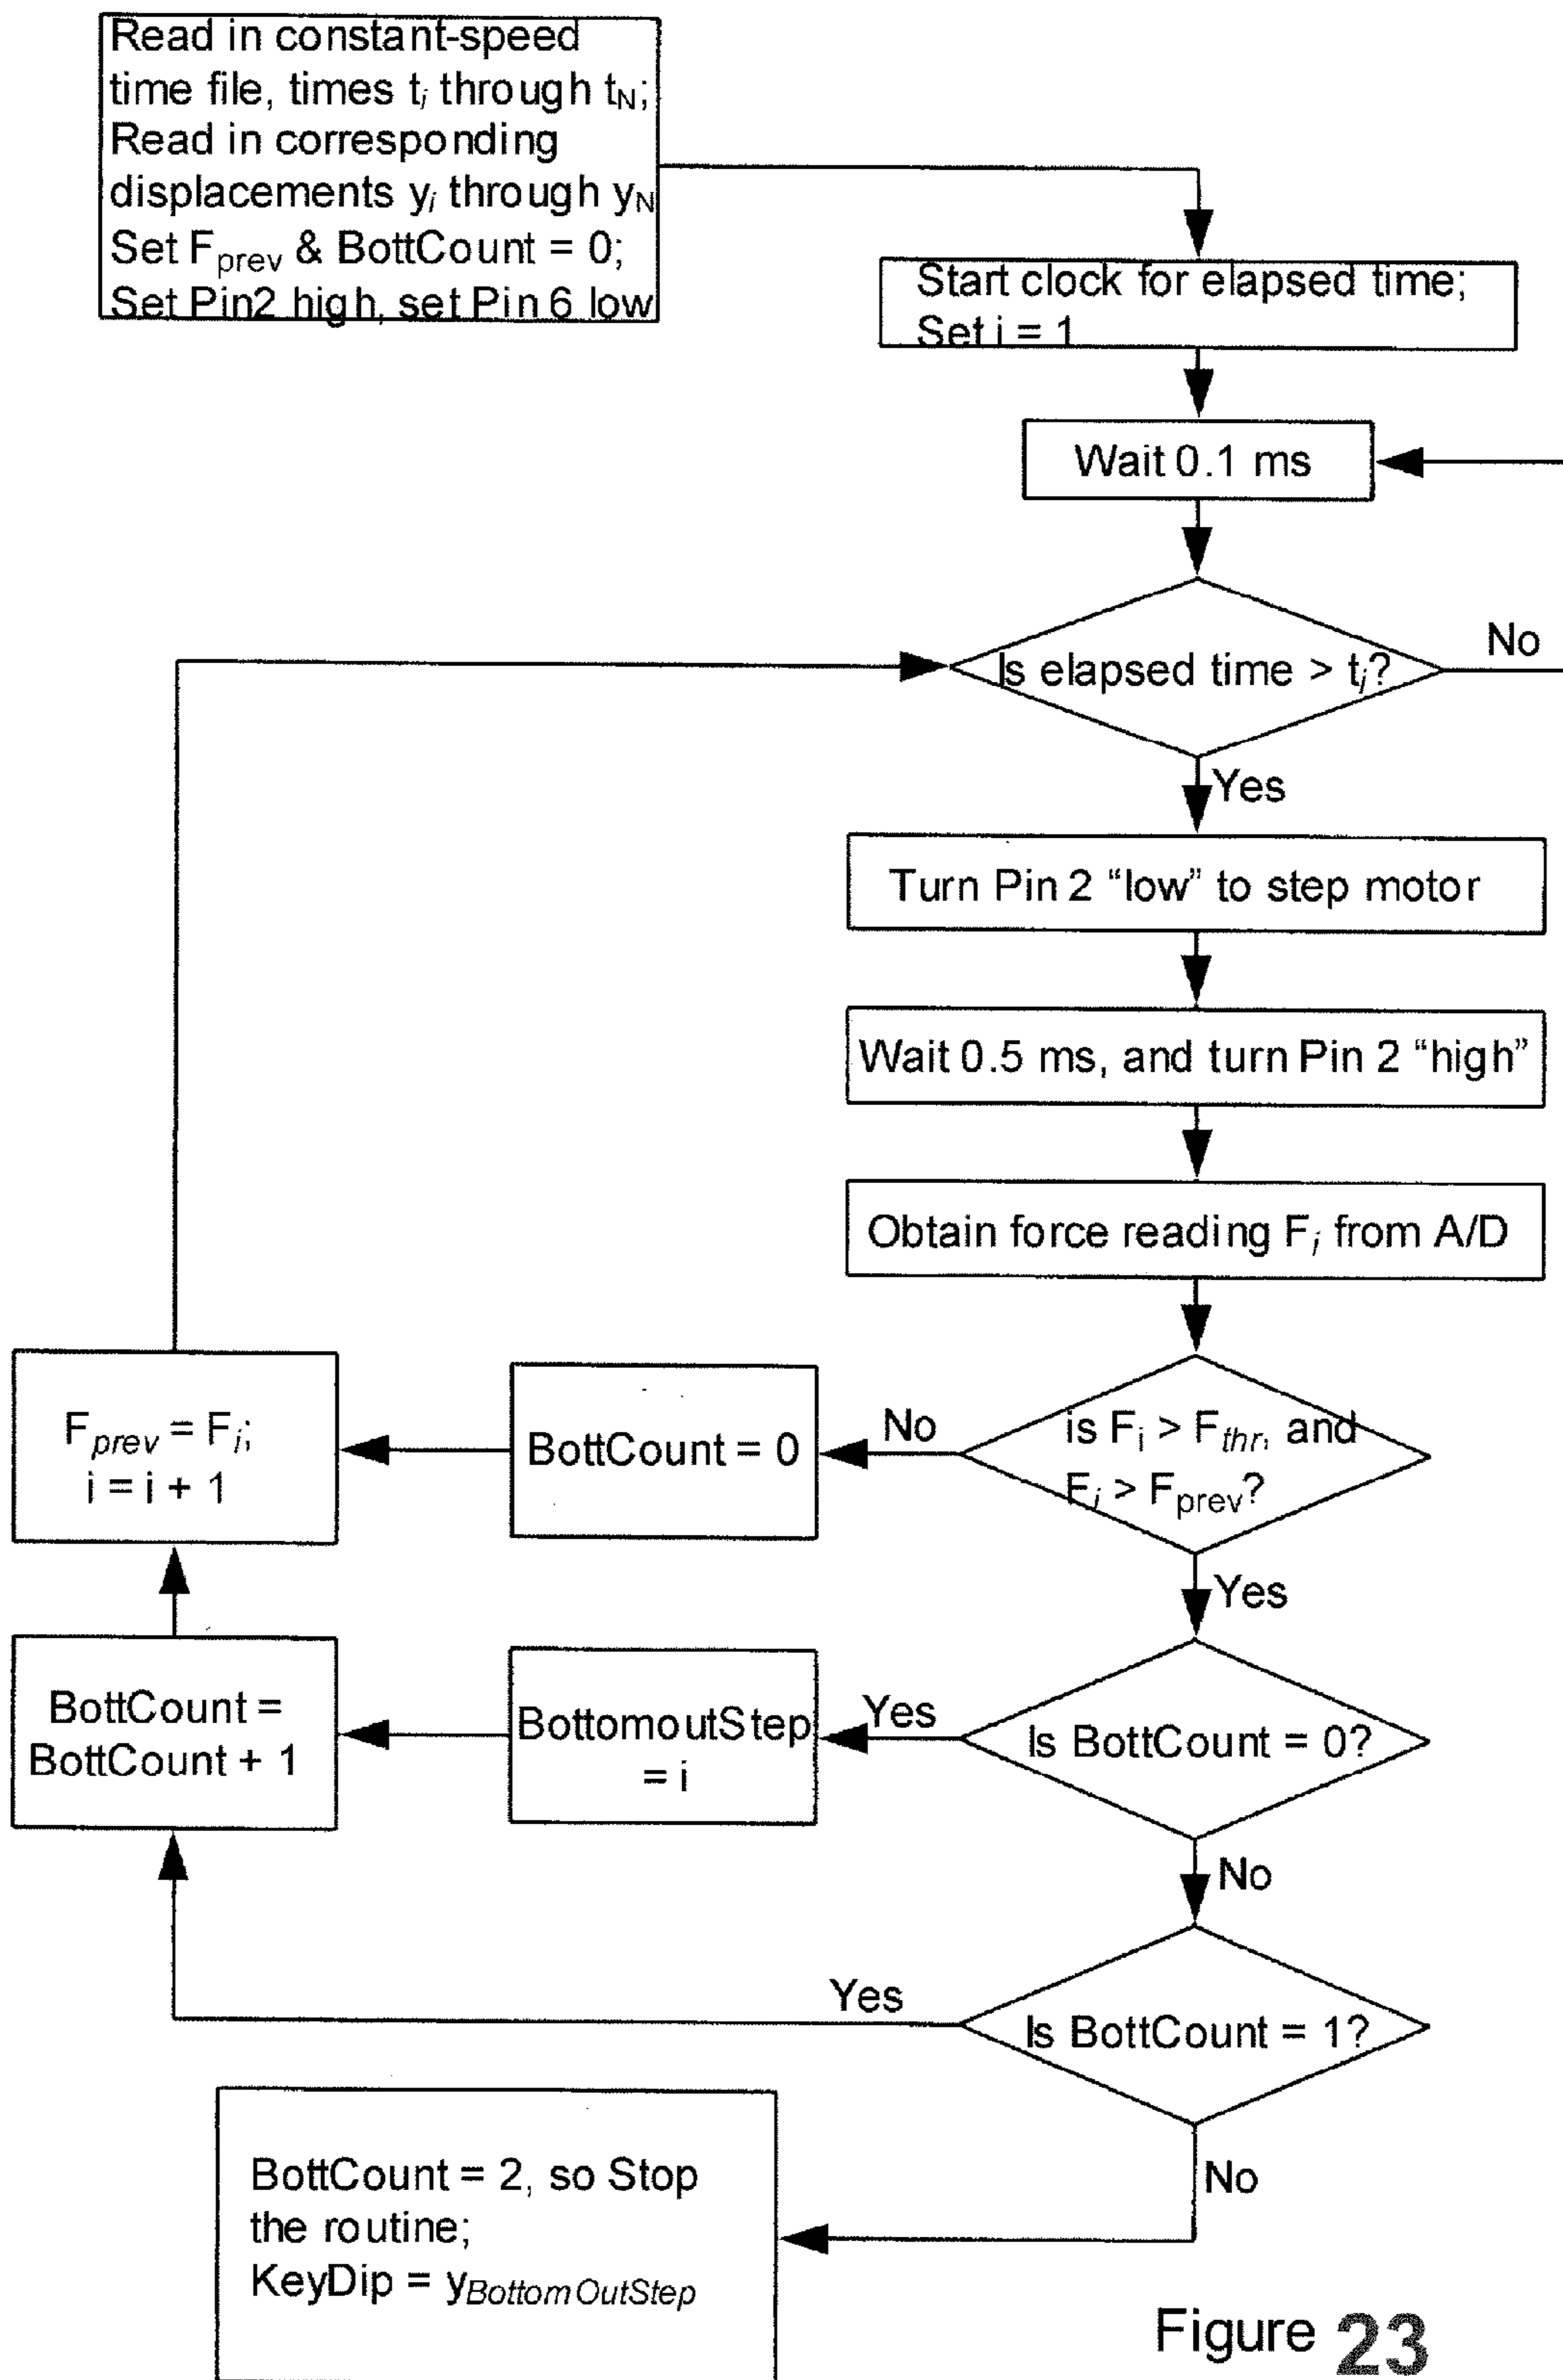 Read in constant-speed
time file, times tᵢ through t_N;
Read in corresponding
displacements yᵢ through y_N
Set F_prev & BottCount = 0;
Set Pin2 high, set Pin 6 low
Start clock for elapsed time;
Set i = 1
Wait 0.1 ms
Is elapsed time > tᵢ?
No
Yes
Turn Pin 2 “low” to step motor
Wait 0.5 ms, and turn Pin 2 “high”
Obtain force reading Fᵢ from A/D
is Fᵢ > F_thr, and
Fᵢ > F_prev?
No
BottCount = 0
F_prev = Fᵢ;
i = i + 1
Yes
Is BottCount = 0?
Yes
BottomoutStep
= i
BottCount =
BottCount + 1
No
Is BottCount = 1?
Yes
No
BottCount = 2, so Stop
the routine;
KeyDip = y_BottomOutStep
Figure 23